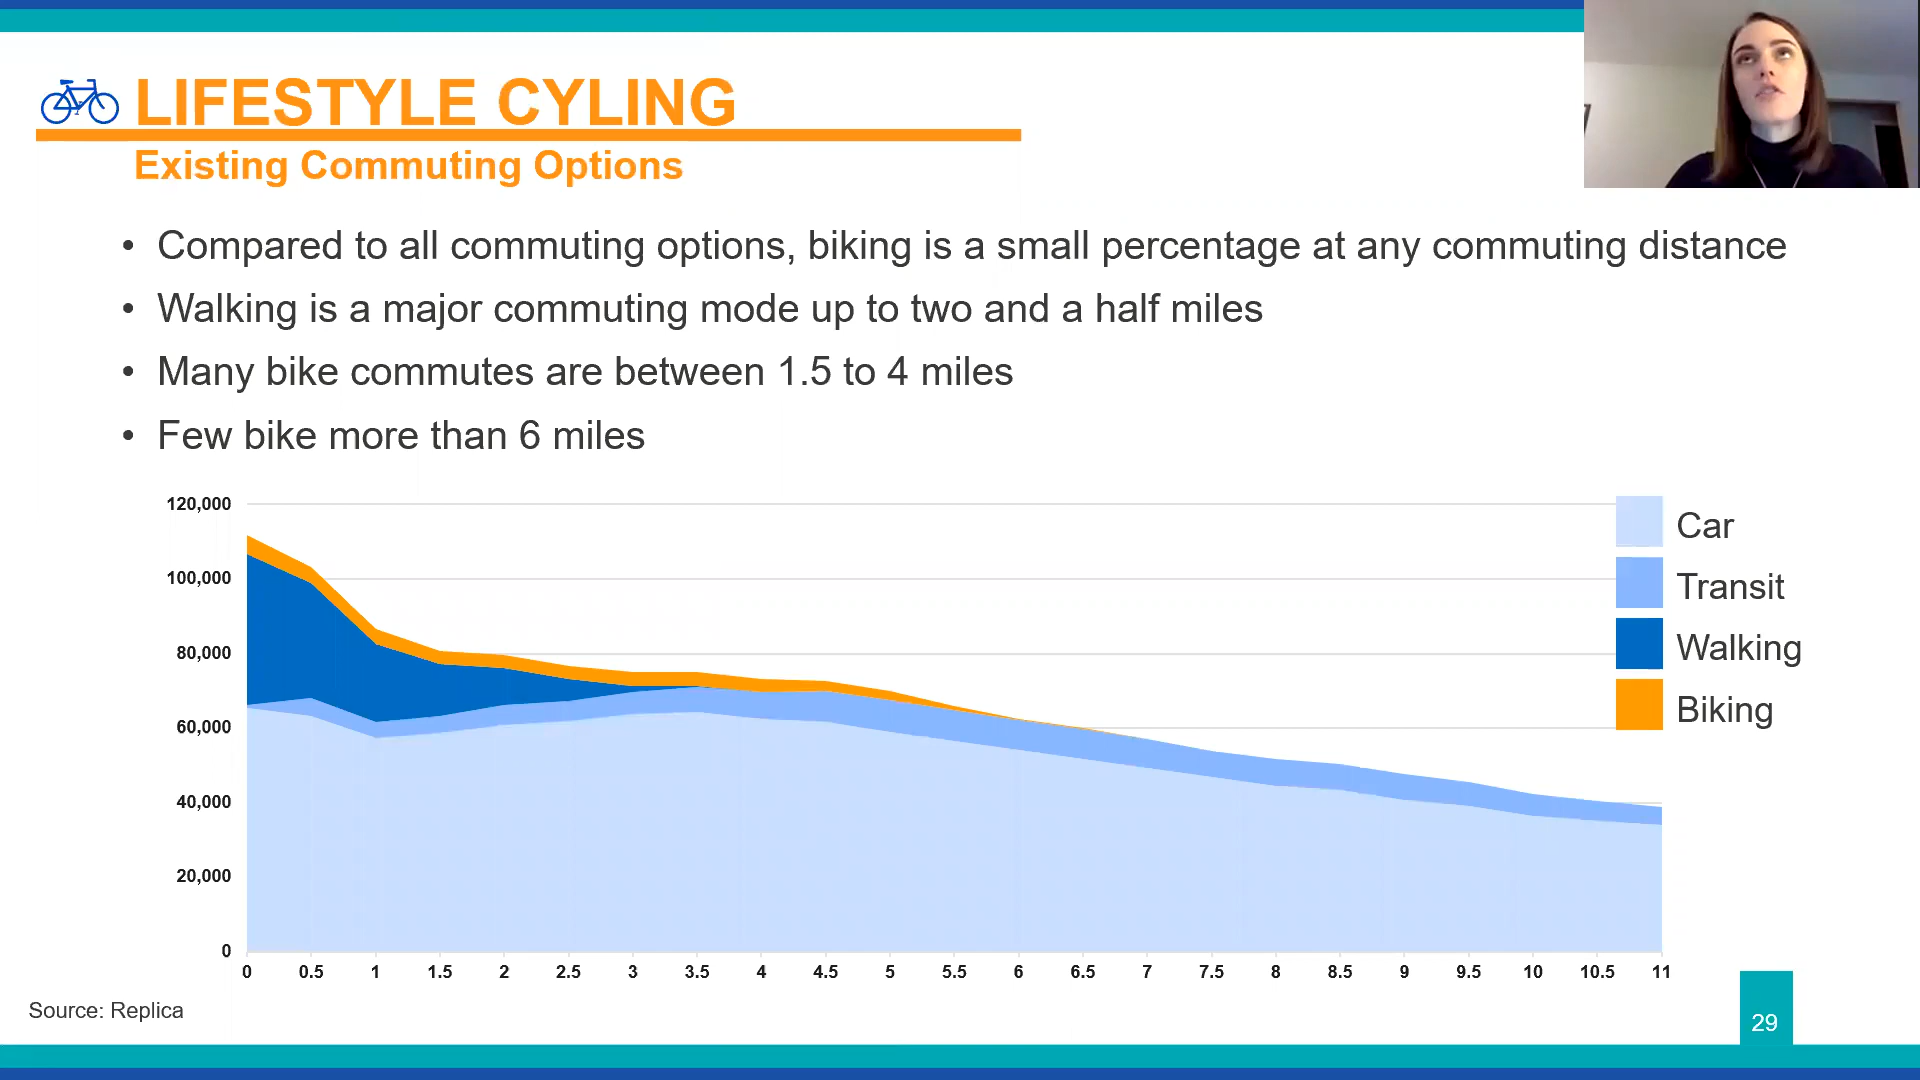 LIFESTYLE CYLING
Existing Commuting Options
• Compared to all commuting options, biking is a small percentage at any commuting distance
• Walking is a major commuting mode up to two and a half miles
• Many bike commutes are between 1.5 to 4 miles
• Few bike more than 6 miles
120,000
100,000
80,000
60,000
40,000
20,000
0
0 0.5 1 1.5 2 2.5 3 3.5 4 4.5 5 5.5 6 6.5 7 7.5 8 8.5 9 9.5 10 10.5 11
Car
Transit
Walking
Biking
Source: Replica
29